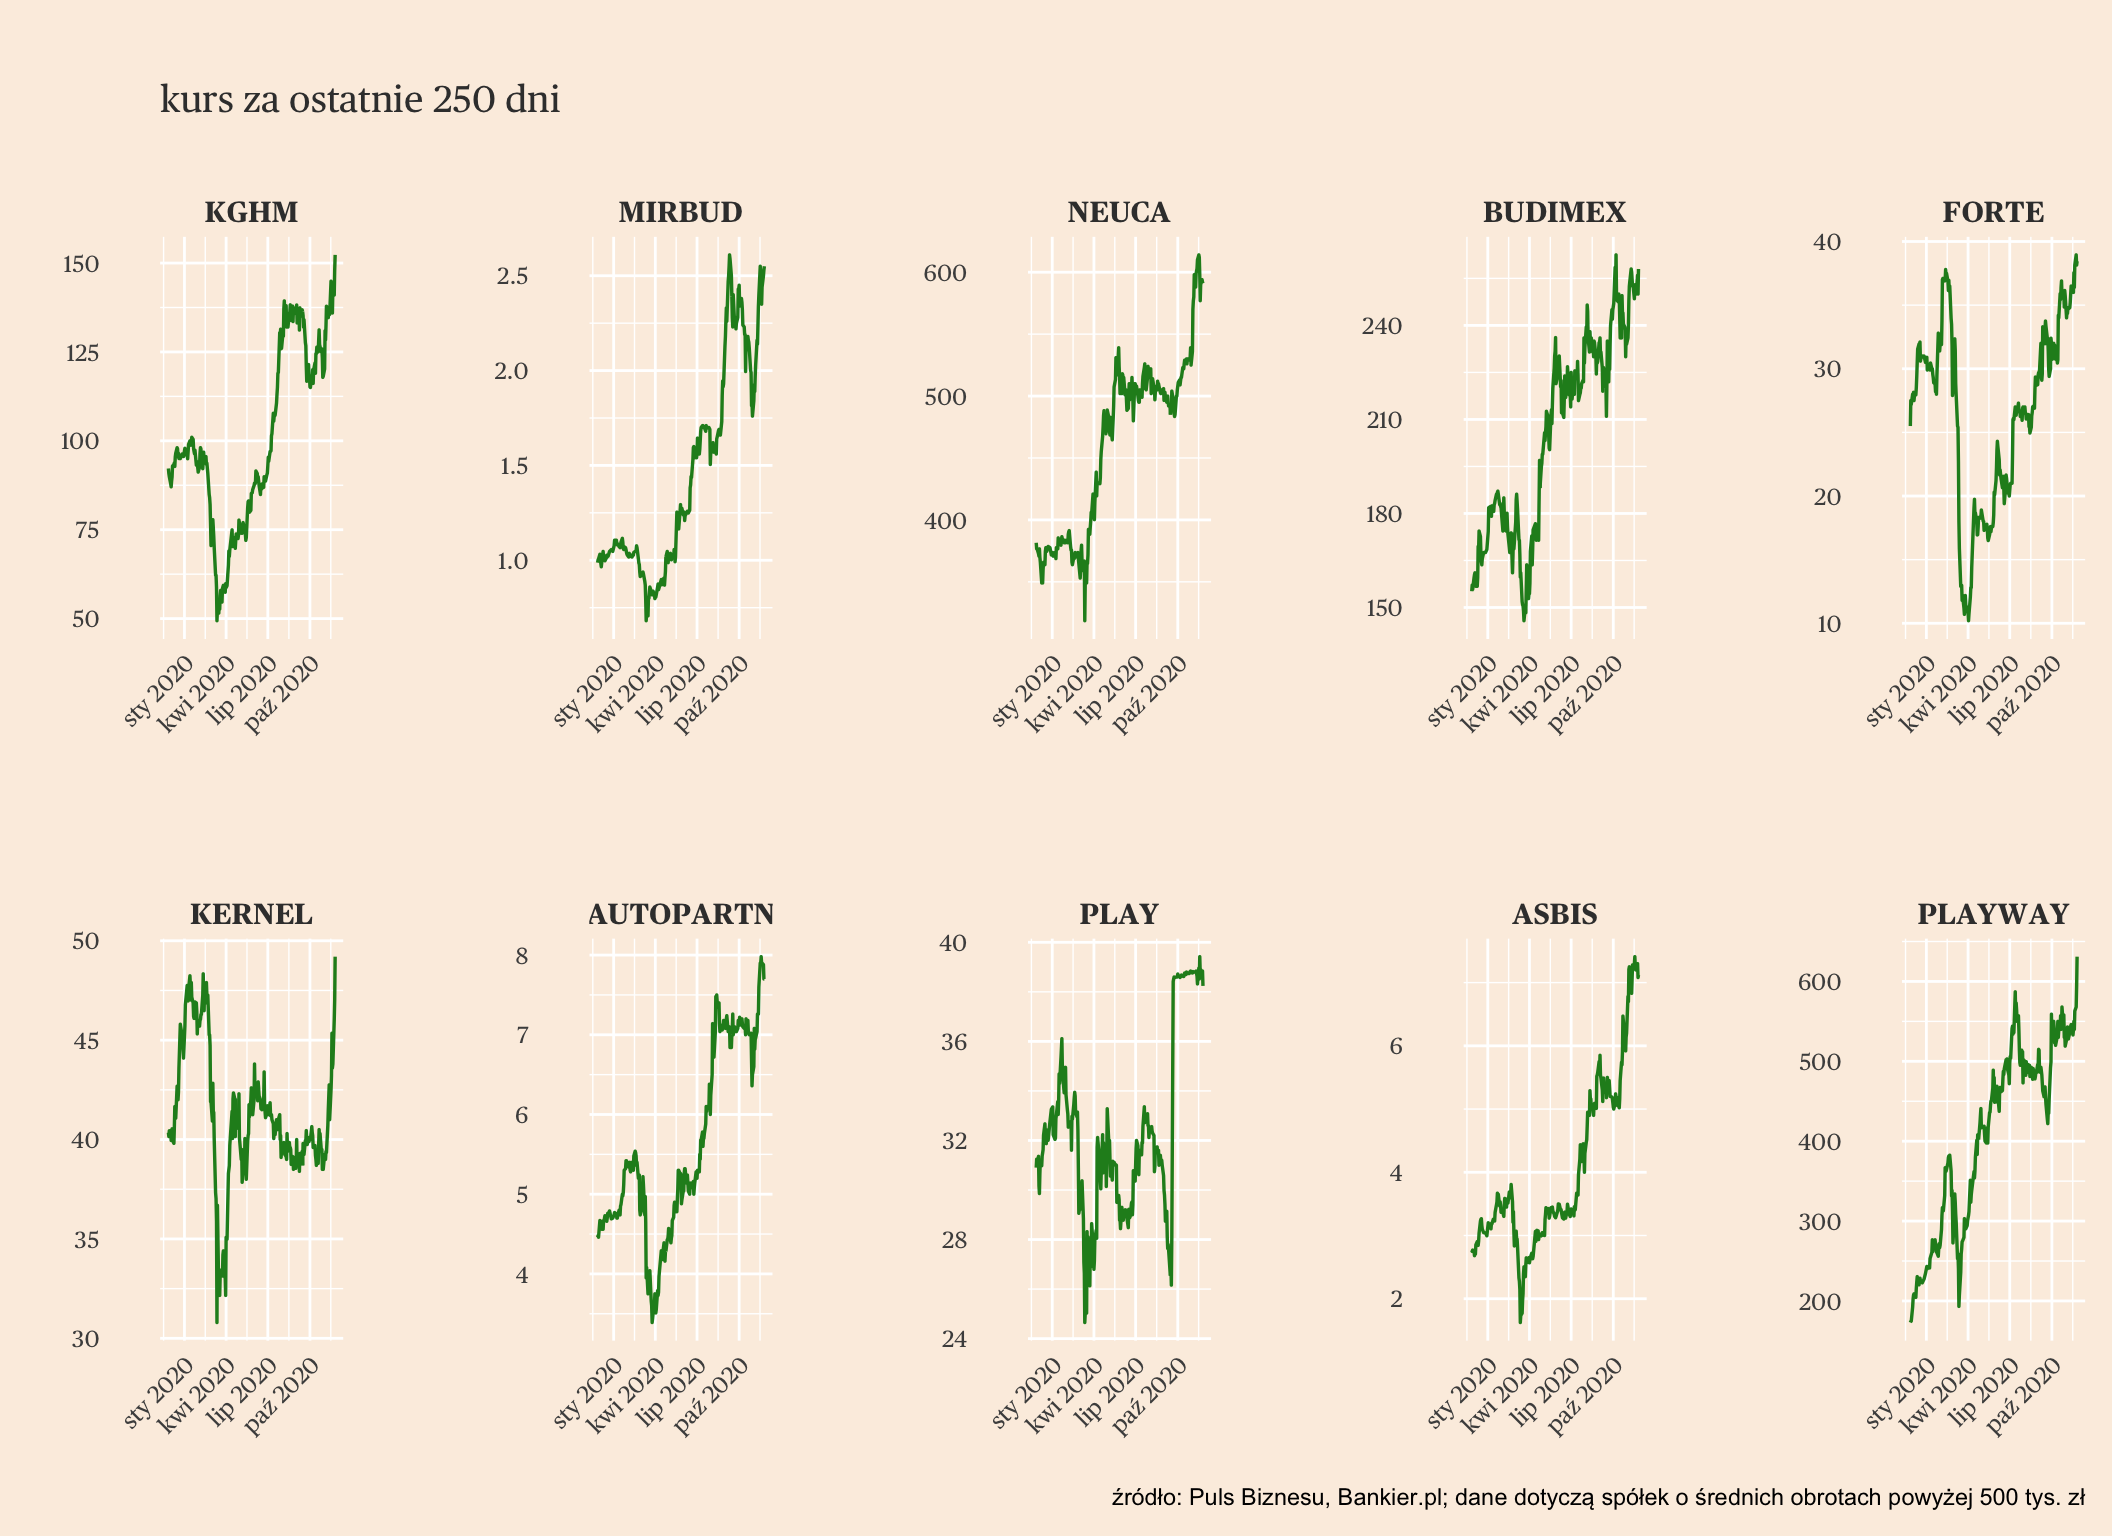 kurs za ostatnie 250 dni
KGHM
150
125
100
75
50
sty 2020
kwi 2020
lip 2020
paź 2020
MIRBUD
2.5
2.0
1.5
1.0
sty 2020
kwi 2020
lip 2020
paź 2020
NEUCA
600
500
400
sty 2020
kwi 2020
lip 2020
paź 2020
BUDIMEX
240
210
180
150
sty 2020
kwi 2020
lip 2020
paź 2020
FORTE
40
30
20
10
sty 2020
kwi 2020
lip 2020
paź 2020
KERNEL
50
45
40
35
30
sty 2020
kwi 2020
lip 2020
paź 2020
AUTOPARTN
8
7
6
5
4
sty 2020
kwi 2020
lip 2020
paź 2020
PLAY
40
36
32
28
24
sty 2020
kwi 2020
lip 2020
paź 2020
ASBIS
6
4
2
sty 2020
kwi 2020
lip 2020
paź 2020
PLAYWAY
600
500
400
300
200
sty 2020
kwi 2020
lip 2020
paź 2020
źródło: Puls Biznesu, Bankier.pl; dane dotyczą spółek o średnich obrotach powyżej 500 tys. zł